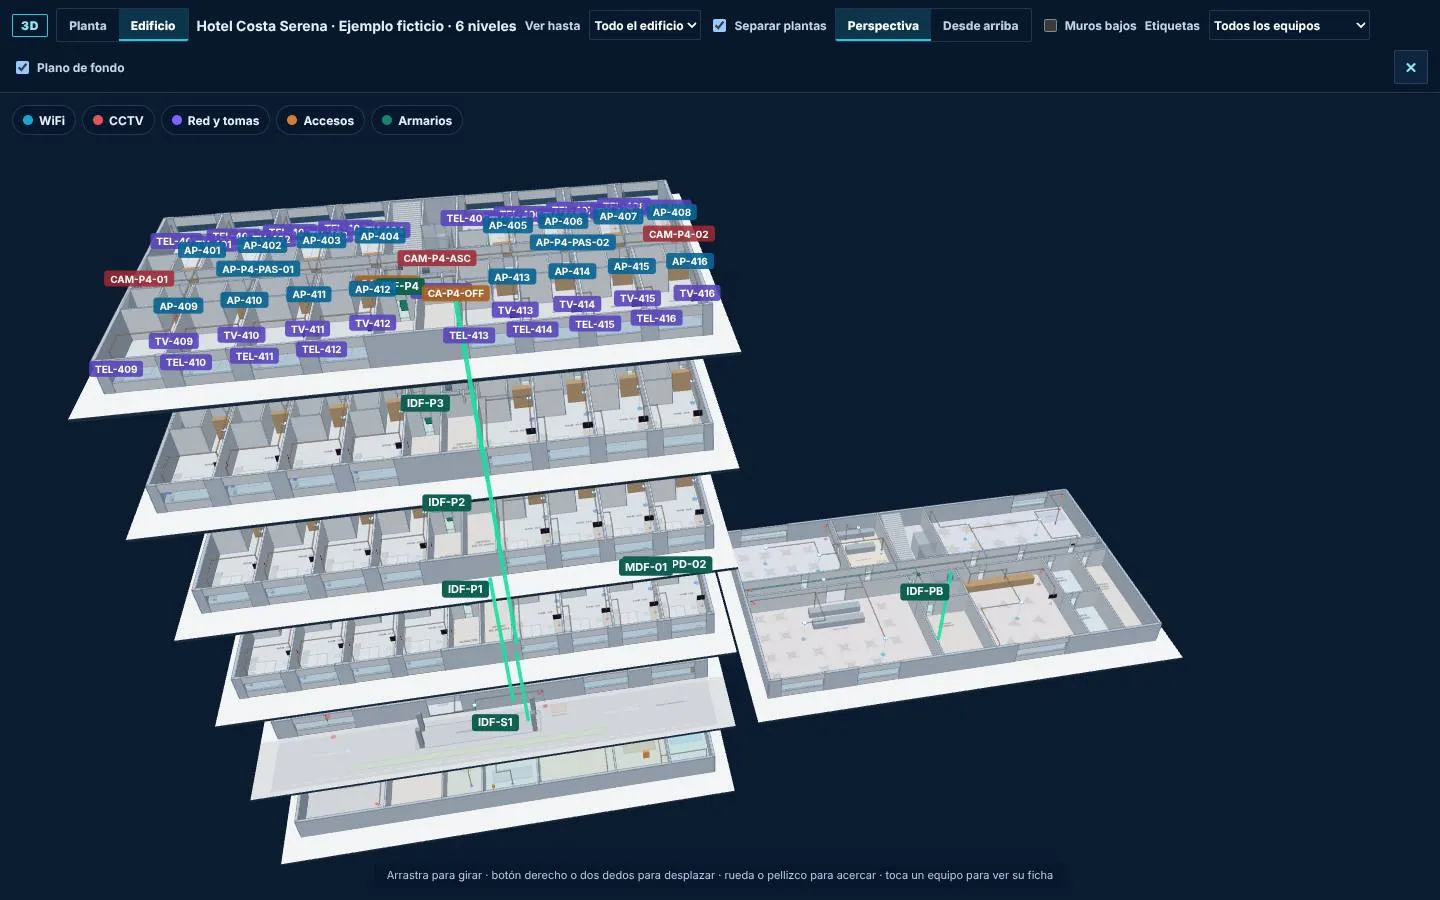 3D Planta Edificio Hotel Costa Serena · Ejemplo ficticio · 6 niveles Ver hasta Todo el edificio Separar plantas Perspectiva Desde arriba Muros bajos Etiquetas Todos los equipos
Plano de fondo ×
WiFi CCTV Red y tomas Accesos Armarios
AP-408
AP-407
AP-406
AP-405
CAM-P4-02
AP-404
AP-403
AP-402
AP-401
AP-P4-PAS-02
CAM-P4-ASC
AP-416
AP-415
AP-414
AP-413
AP-P4-PAS-01
CAM-P4-01
AP-412
CA-P4-OFF
AP-411
AP-410
AP-409
TV-416
TV-415
TV-414
TV-413
TEL-416
TEL-415
TEL-414
TEL-413
TV-412
TV-411
TV-410
TV-409
TEL-412
TEL-411
TEL-410
TEL-409
IDF-P3
IDF-P2
MDF-01 PD-02
IDF-P1
IDF-PB
IDF-S1
Arrastra para girar · botón derecho o dos dedos para desplazar · rueda o pellizco para acercar · toca un equipo para ver su ficha